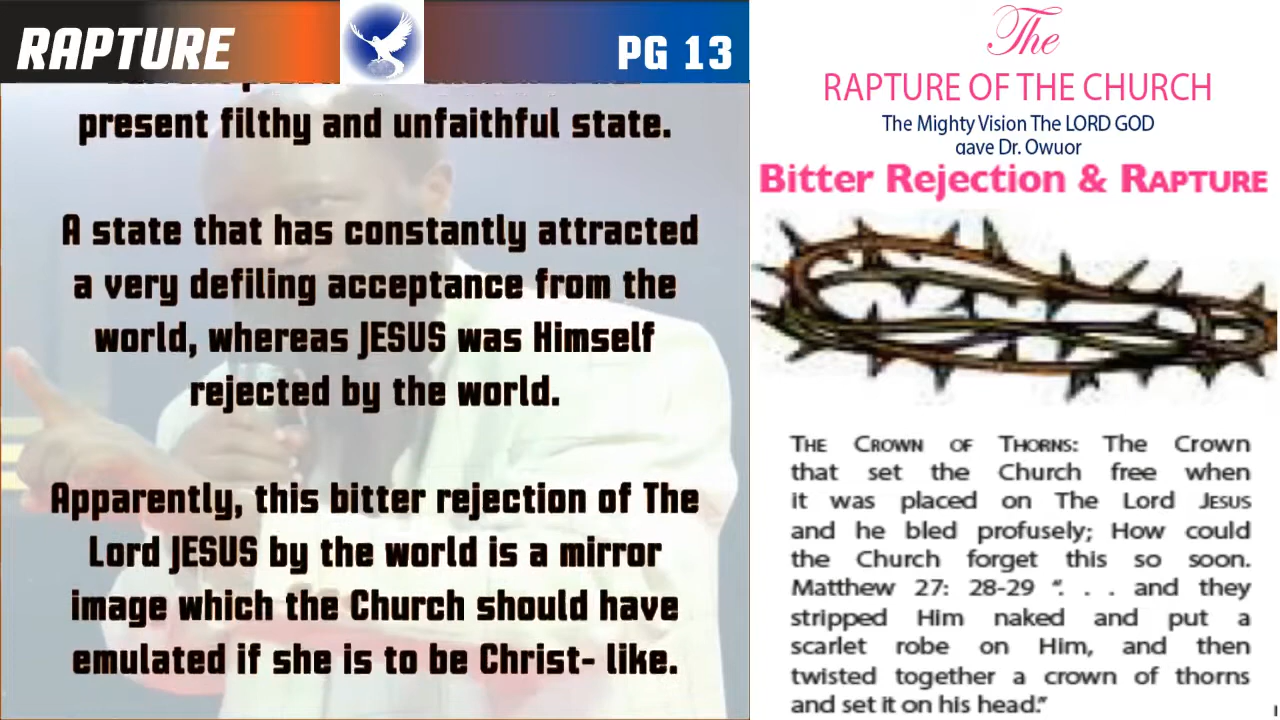 RAPTURE
PG 13
present filthy and unfaithful state.
A state that has constantly attracted
a very defiling acceptance from the
world, whereas JESUS was Himself
rejected by the world.
Apparently, this bitter rejection of The
Lord JESUS by the world is a mirror
image which the Church should have
emulated if she is to be Christ- like.
The
RAPTURE OF THE CHURCH
The Mighty Vision The LORD GOD
gave Dr. Owuor
Bitter Rejection & RAPTURE
THE CROWN OF THORNS: The Crown
that set the Church free when
it was placed on The Lord JESUS
and he bled profusely; How could
the Church forget this so soon.
Matthew 27: 28-29 “. . . and they
stripped Him naked and put a
scarlet robe on Him, and then
twisted together a crown of thorns
and set it on his head.”